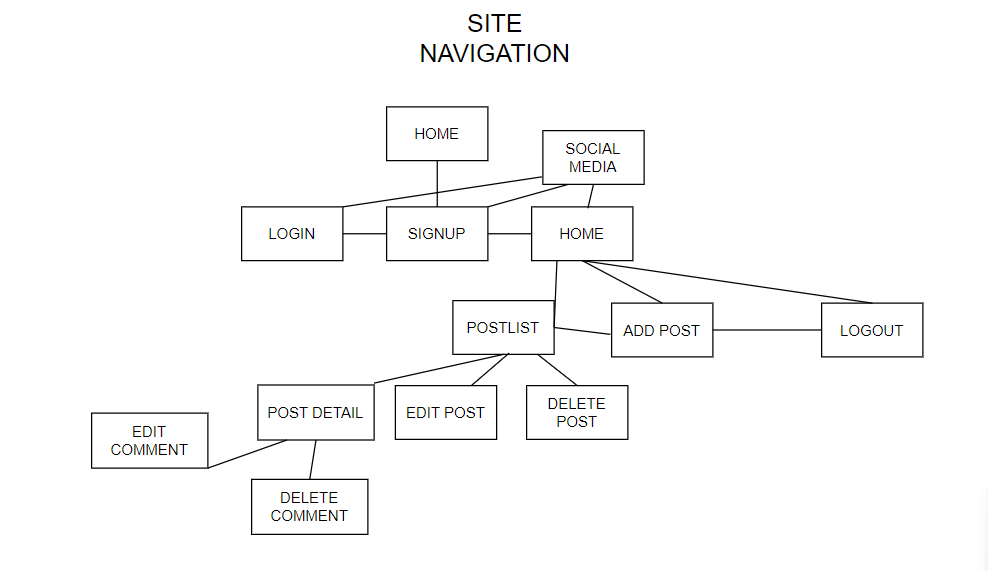 SITE
NAVIGATION
HOME
SOCIAL
MEDIA
LOGIN
SIGNUP
HOME
POSTLIST
ADD POST
LOGOUT
POST DETAIL
EDIT POST
DELETE
POST
EDIT
COMMENT
DELETE
COMMENT